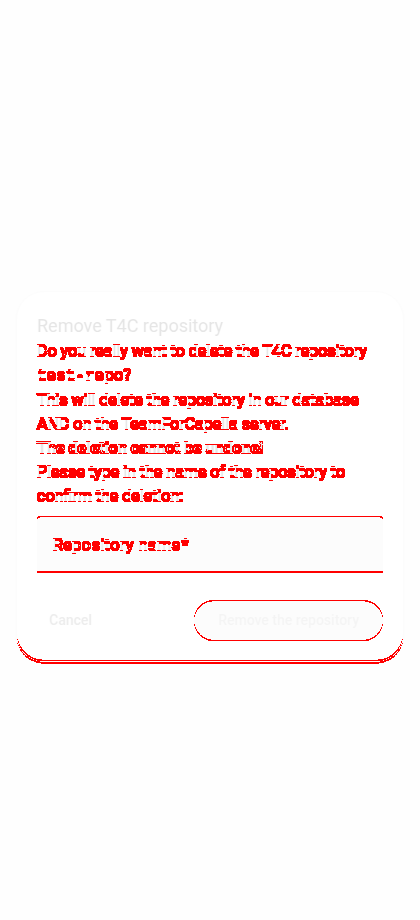 Remove T4C repository
Do you really want to delete the T4C repository
test-repo?
This will delete the repository in our database
AND on the TeamForCapella server.
The deletion cannot be undone!
Please type in the name of the repository to
confirm the deletion:
Repository name*
Cancel
Remove the repository